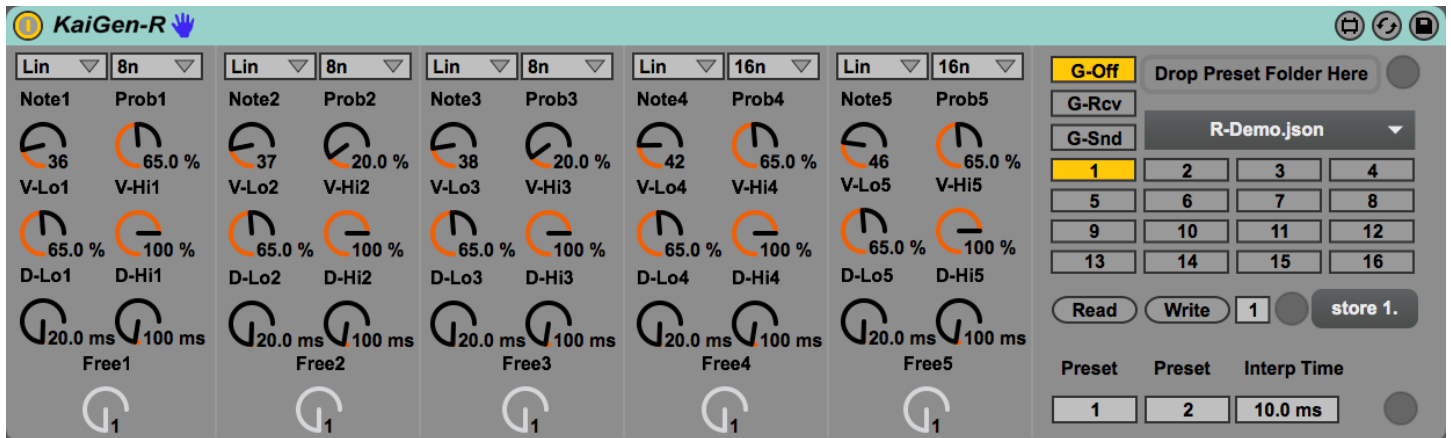 KaiGen-R
Lin 8n Lin 8n Lin 8n Lin 16n Lin 16n
Note1 Prob1 Note2 Prob2 Note3 Prob3 Note4 Prob4 Note5 Prob5
36 65.0 % 37 20.0 % 38 20.0 % 42 65.0 % 46 65.0 %
V-Lo1 V-Hi1 V-Lo2 V-Hi2 V-Lo3 V-Hi3 V-Lo4 V-Hi4 V-Lo5 V-Hi5
65.0 % 100 % 65.0 % 100 % 65.0 % 100 % 65.0 % 100 % 65.0 % 100 %
D-Lo1 D-Hi1 D-Lo2 D-Hi2 D-Lo3 D-Hi3 D-Lo4 D-Hi4 D-Lo5 D-Hi5
20.0 ms 100 ms 20.0 ms 100 ms 20.0 ms 100 ms 20.0 ms 100 ms 20.0 ms 100 ms
Free1 Free2 Free3 Free4 Free5
1 1 1 1 1
G-Off Drop Preset Folder Here
G-Rcv
G-Snd R-Demo.json
1 2 3 4
5 6 7 8
9 10 11 12
13 14 15 16
Read Write 1 store 1.
Preset Preset Interp Time
1 2 10.0 ms